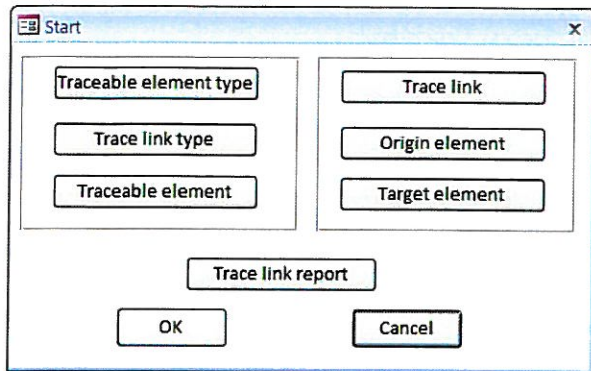 Start
Traceable element type
Trace link type
Traceable element
Trace link
Origin element
Target element
Trace link report
OK
Cancel